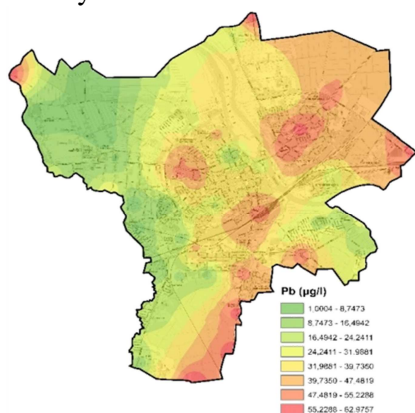 Pb (µg/l)
1,0004 - 8,7473
8,7473 - 16,4942
16,4942 - 24,2411
24,2411 - 31,9881
31,9881 - 39,7350
39,7350 - 47,4819
47,4819 - 55,2288
55,2288 - 62,9757